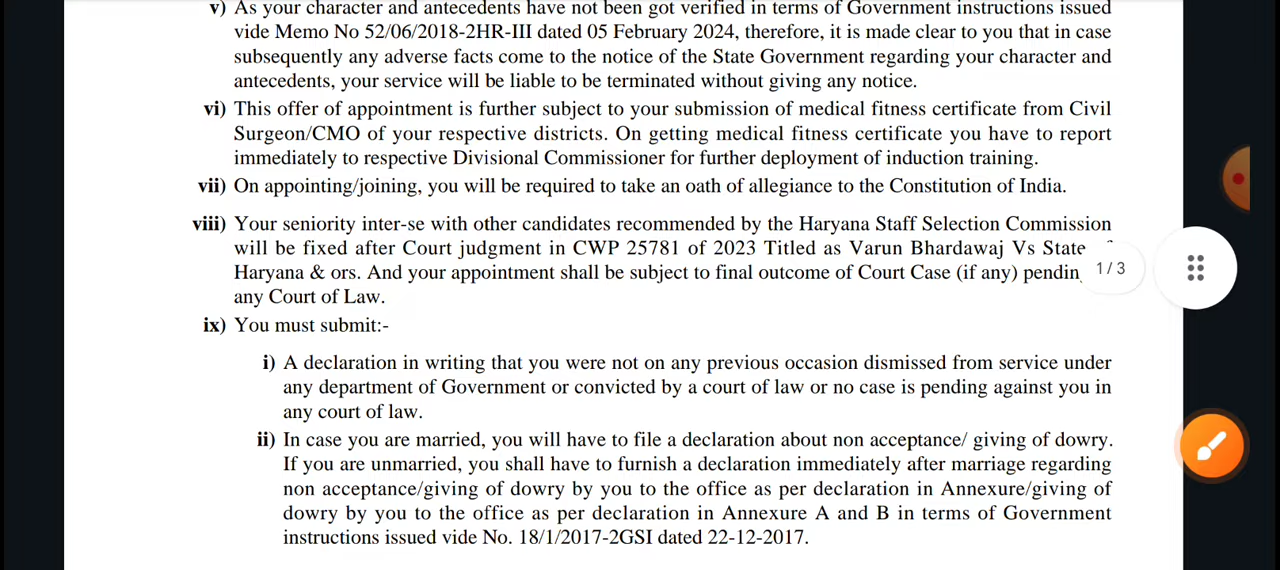 v) As your character and antecedents have not been got verified in terms of Government instructions issued
vide Memo No 52/06/2018-2HR-III dated 05 February 2024, therefore, it is made clear to you that in case
subsequently any adverse facts come to the notice of the State Government regarding your character and
antecedents, your service will be liable to be terminated without giving any notice.
vi) This offer of appointment is further subject to your submission of medical fitness certificate from Civil
Surgeon/CMO of your respective districts. On getting medical fitness certificate you have to report
immediately to respective Divisional Commissioner for further deployment of induction training.
vii) On appointing/joining, you will be required to take an oath of allegiance to the Constitution of India.
viii) Your seniority inter-se with other candidates recommended by the Haryana Staff Selection Commission
will be fixed after Court judgment in CWP 25781 of 2023 Titled as Varun Bhardawaj Vs State
Haryana & ors. And your appointment shall be subject to final outcome of Court Case (if any)
1/3
any Court of Law.
ix) You must submit:-
i) A declaration in writing that you were not on any previous occasion dismissed from service under
any department of Government or convicted by a court of law or no case is pending against you in
any court of law.
ii) In case you are married, you will have to file a declaration about non acceptance/ giving of dowry.
If you are unmarried, you shall have to furnish a declaration immediately after marriage regarding
non acceptance/giving of dowry by you to the office as per declaration in Annexure/giving of
dowry by you to the office as per declaration in Annexure A and B in terms of Government
instructions issued vide No. 18/1/2017-2GSI dated 22-12-2017.